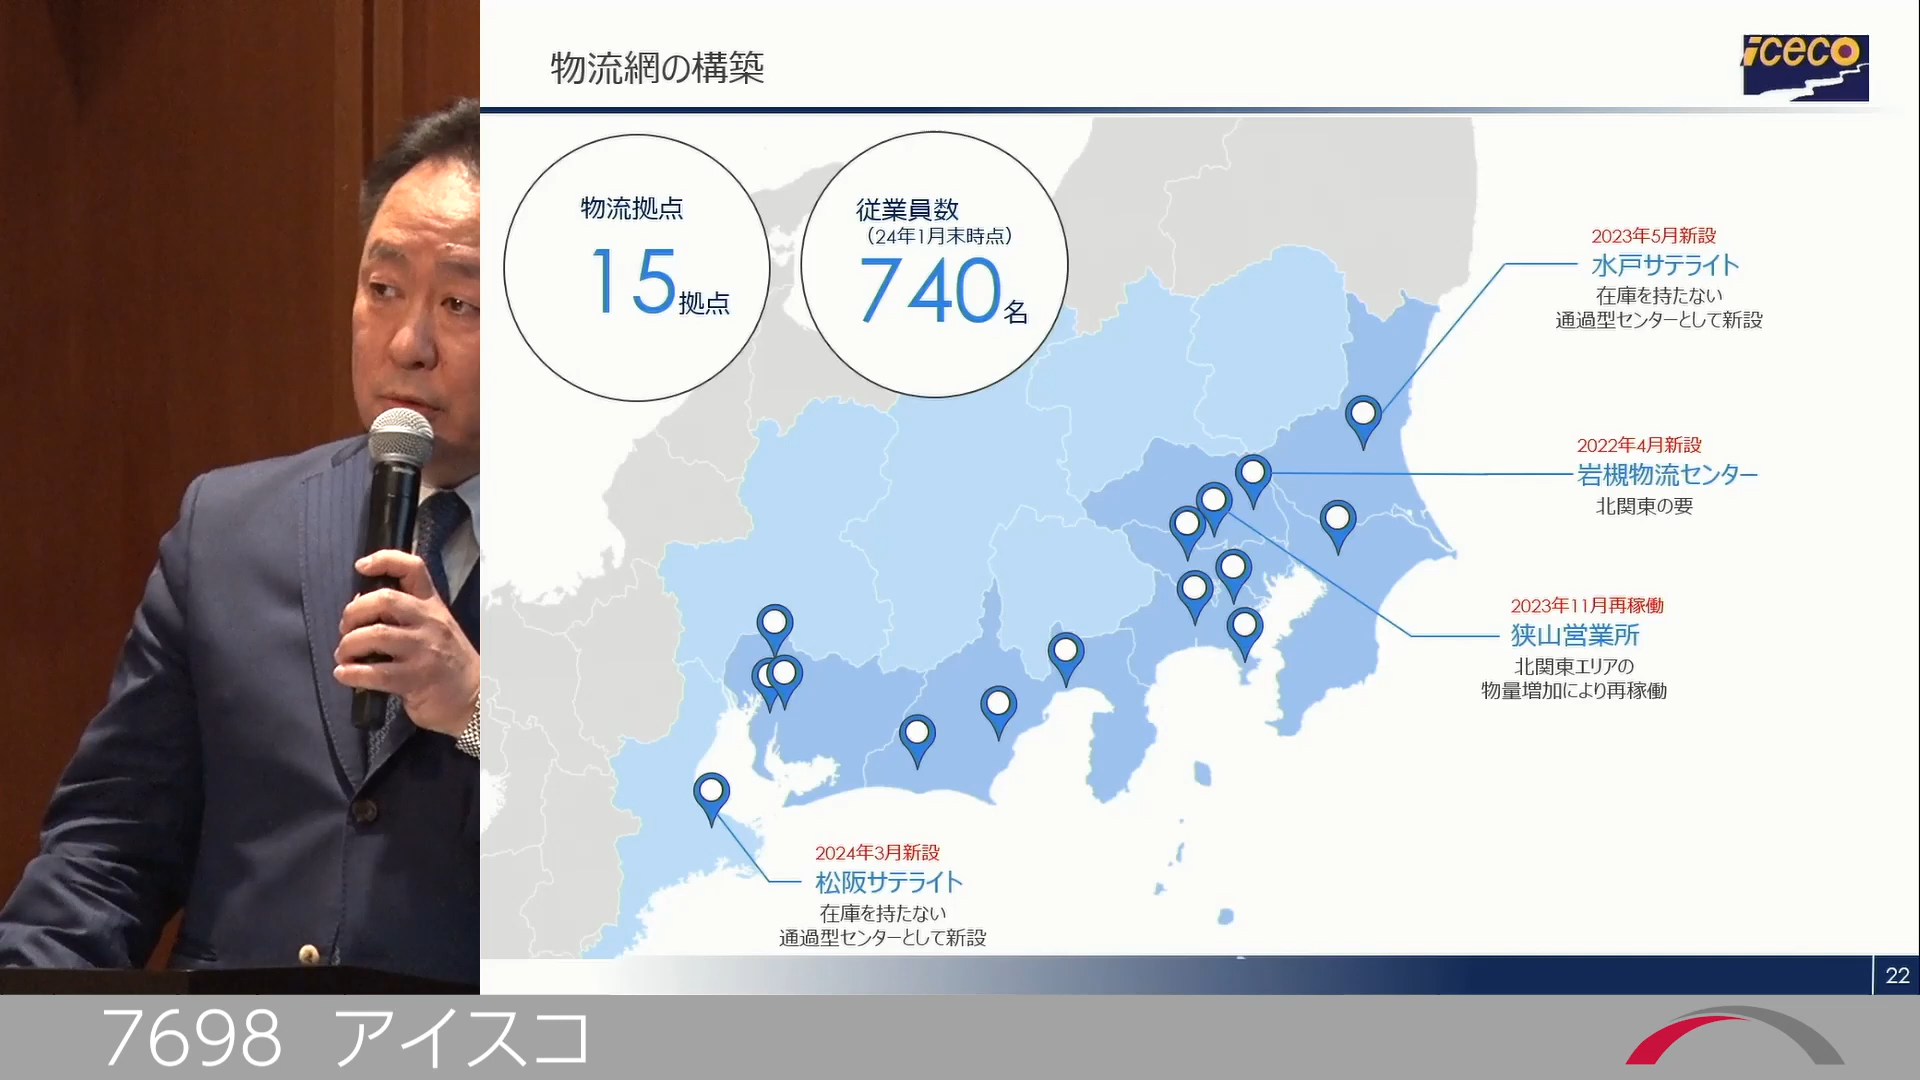 物流網の構築
iceco
物流拠点
15拠点
従業員数
（24年1月末時点）
740名
2023年5月新設
水戸サテライト
在庫を持たない
通過型センターとして新設
2022年4月新設
岩槻物流センター
北関東の要
2023年11月再稼働
狭山営業所
北関東エリアの
物量増加により再稼働
2024年3月新設
松阪サテライト
在庫を持たない
通過型センターとして新設
22
7698 アイスコ